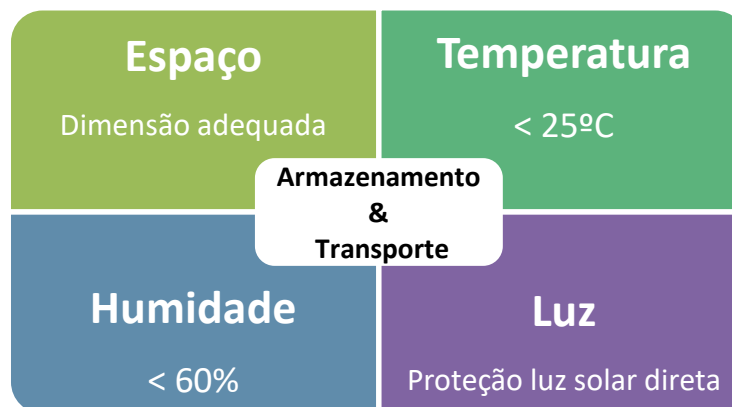 Espaço
Dimensão adequada
Temperatura
< 25ºC
Armazenamento
&
Transporte
Humidade
< 60%
Luz
Proteção luz solar direta